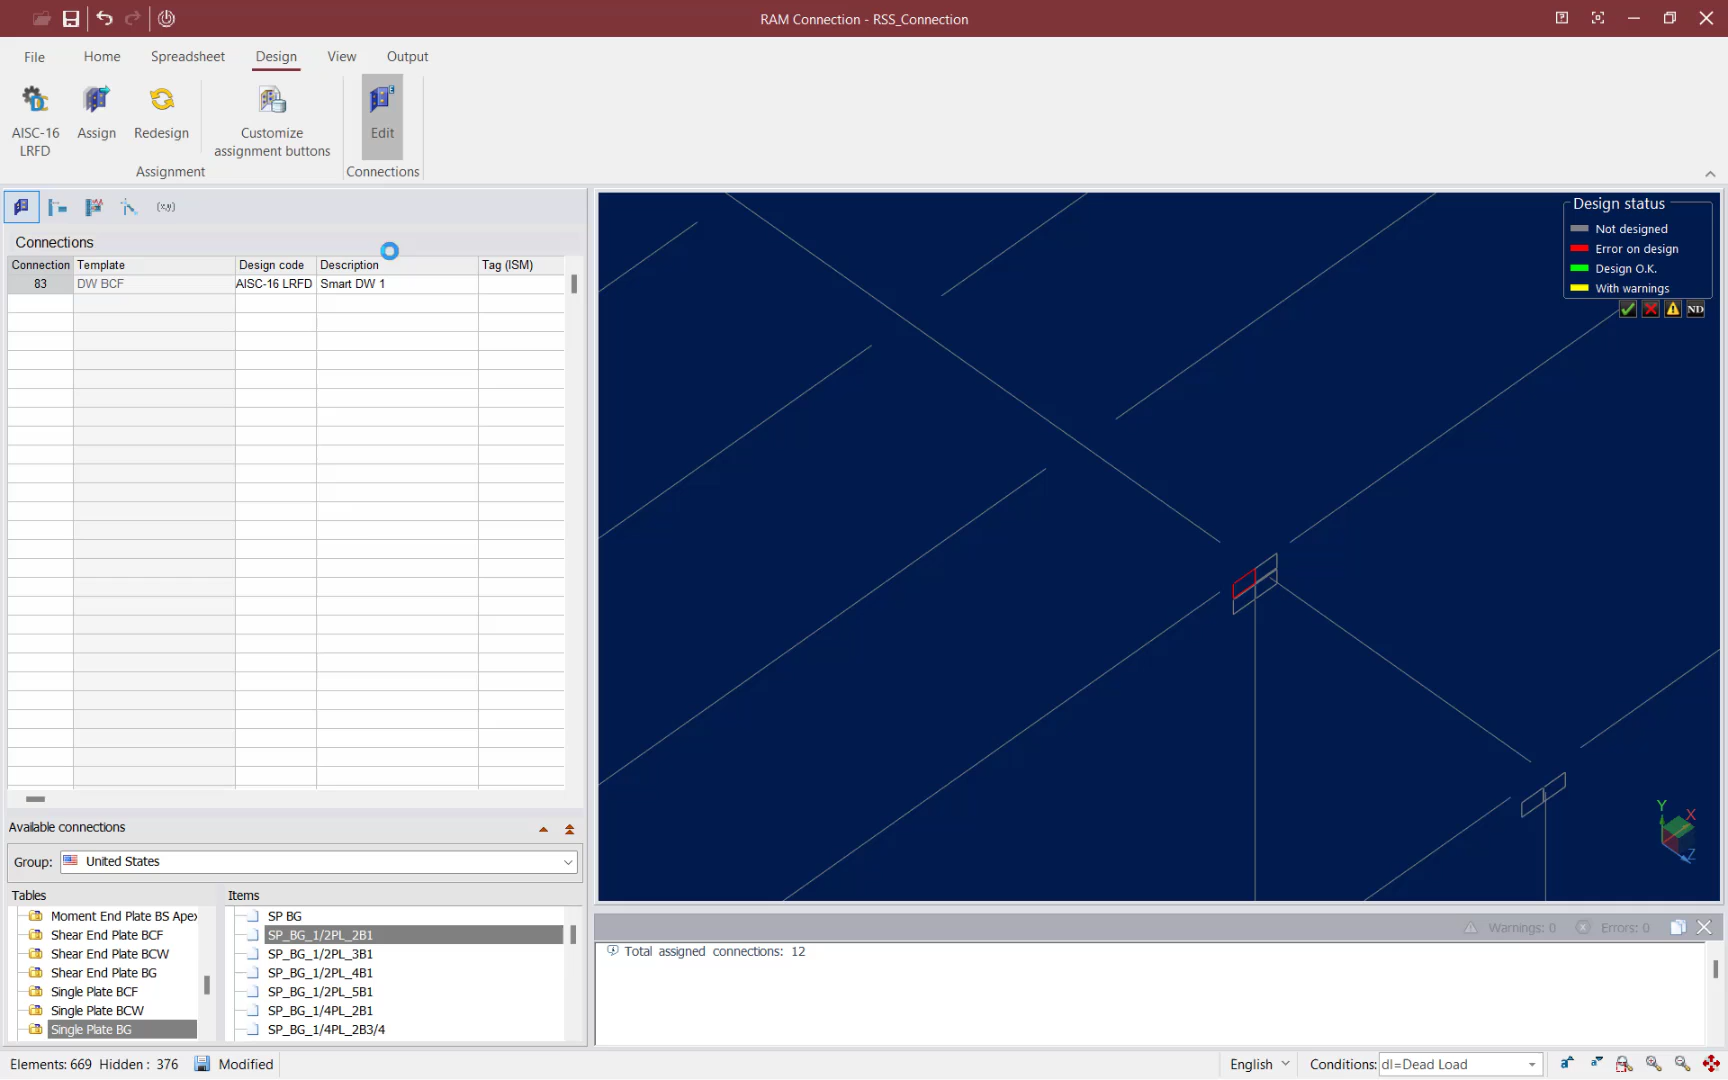 RAM Connection - RSS_Connection
File Home Spreadsheet Design View Output
AISC-16 LRFD
Assign
Redesign
Customize assignment buttons
Edit
Assignment
Connections
(x,y)
Connections
Connection Template Design code Description Tag (ISM)
83 DW BCF AISC-16 LRFD Smart DW 1
Design status
Not designed
Error on design
Design O.K.
With warnings
ND
Y
X
Z
Available connections
Group: United States
Tables
Moment End Plate BS Apex
Shear End Plate BCF
Shear End Plate BCW
Shear End Plate BG
Single Plate BCF
Single Plate BCW
Single Plate BG
Items
SP BG
SP_BG_1/2PL_2B1
SP_BG_1/2PL_3B1
SP_BG_1/2PL_4B1
SP_BG_1/2PL_5B1
SP_BG_1/4PL_2B1
SP_BG_1/4PL_2B3/4
Warnings: 0 Errors: 0
Total assigned connections: 12
Elements: 669 Hidden : 376 Modified
English Conditions: dl=Dead Load